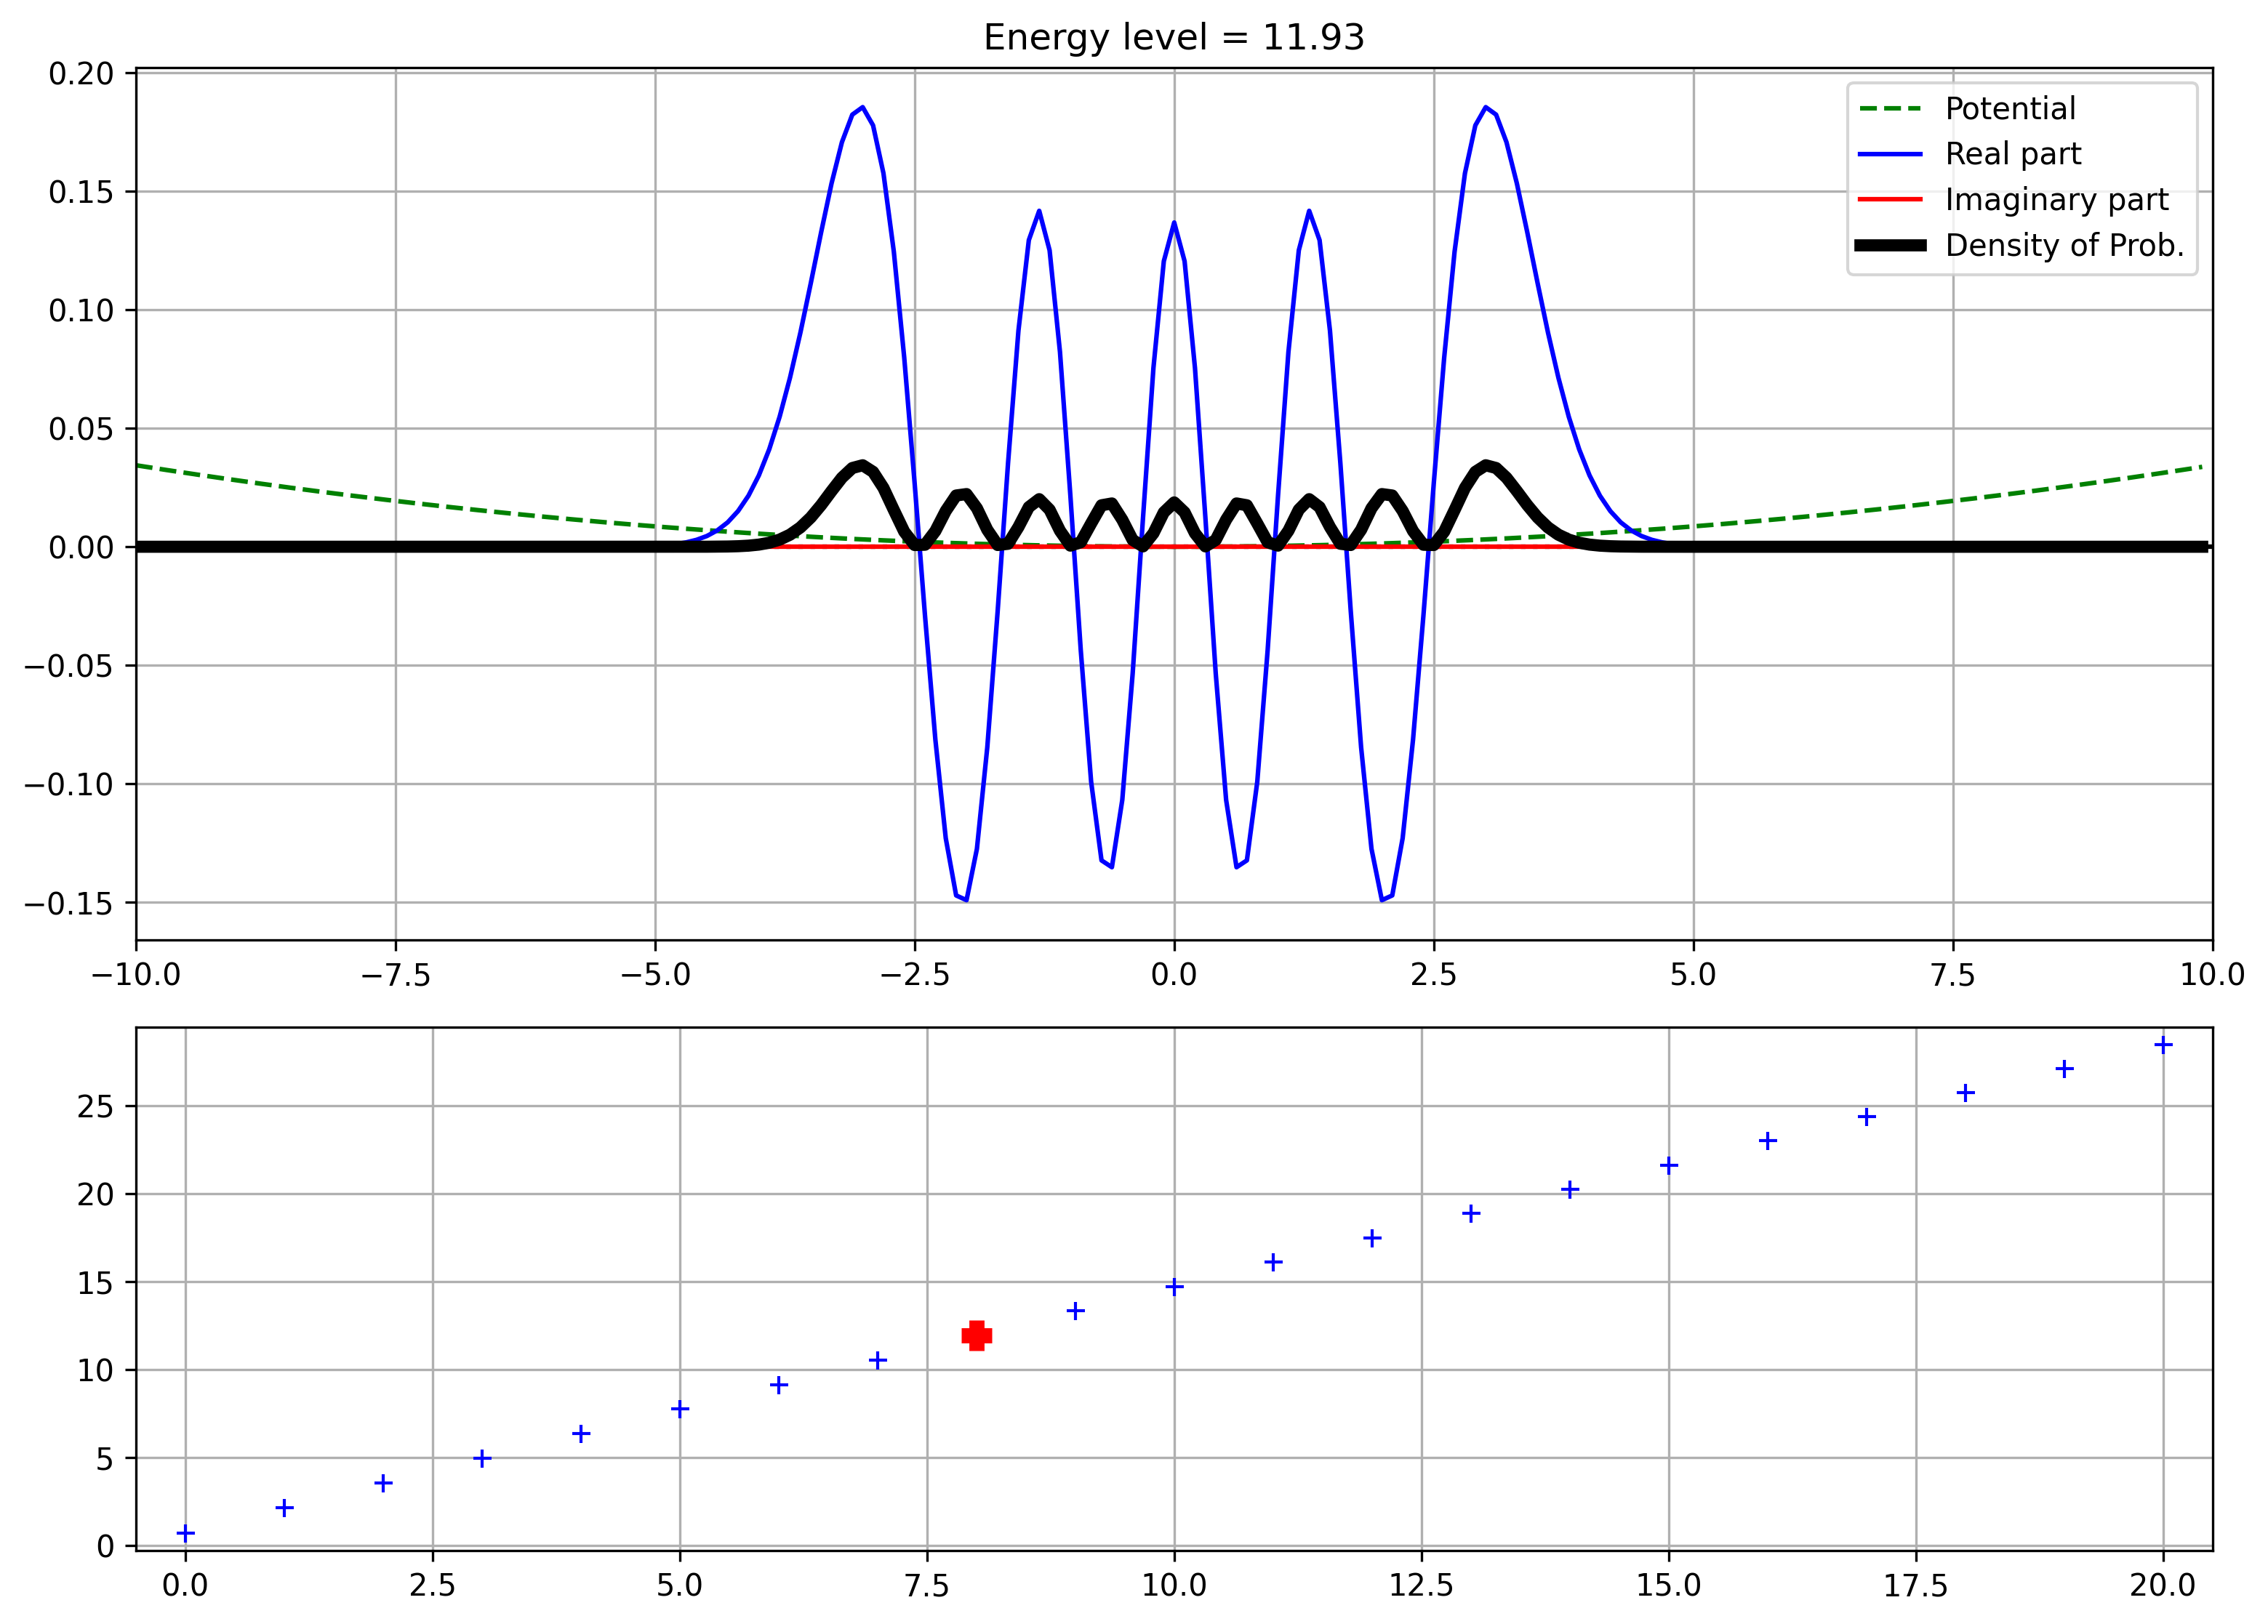 Energy level = 11.93
0.20
0.15
0.10
0.05
0.00
−0.05
−0.10
−0.15
Potential
Real part
Imaginary part
Density of Prob.
−10.0 −7.5 −5.0 −2.5 0.0 2.5 5.0 7.5 10.0
25
20
15
10
5
0
0.0 2.5 5.0 7.5 10.0 12.5 15.0 17.5 20.0